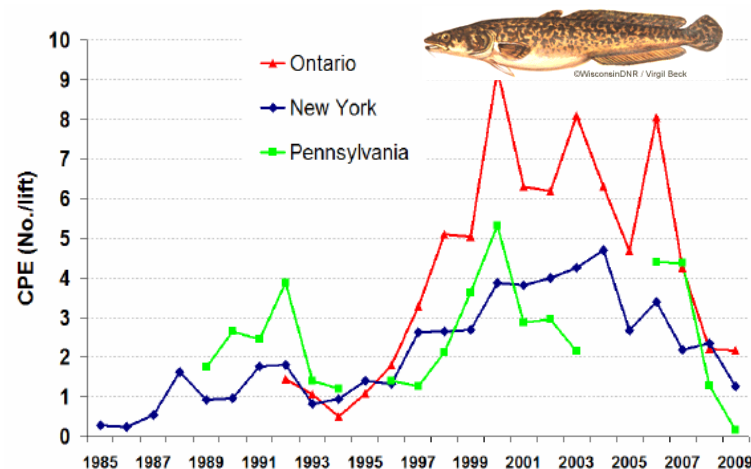 ©WisconsinDNR / Virgil Beck
Ontario
New York
Pennsylvania
CPE (No./lift)
10
9
8
7
6
5
4
3
2
1
0
1985 1987 1989 1991 1993 1995 1997 1999 2001 2003 2005 2007 2009